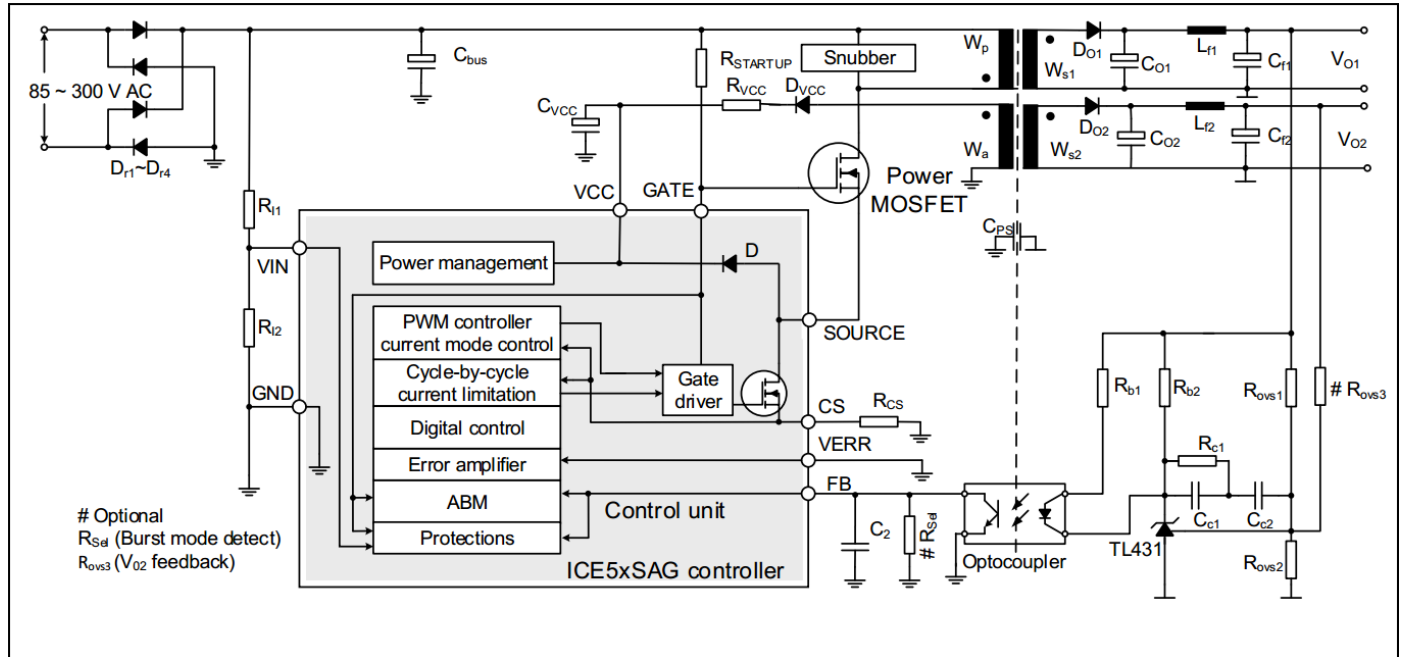 Cbus
RSTARTUP
Snubber
Wp
Ws1
DO1
CO1
Lf1
Cf1
VO1
85 ~ 300 V AC
RVCC
DVCC
CVCC
Dr1~Dr4
Wa
Ws2
DO2
CO2
Lf2
Cf2
VO2
Power
MOSFET
VCC
GATE
CPS
RI1
VIN
Power management
D
SOURCE
PWM controller
current mode control
RI2
Cycle-by-cycle
current limitation
Gate
driver
Rb1
Rb2
Rovs1
# Rovs3
GND
CS
RCS
Digital control
VERR
Rc1
Error amplifier
FB
ABM
Control unit
Cc1
Cc2
# Optional
RSel (Burst mode detect)
Rovs3 (V02 feedback)
Protections
C2
# RSel
TL431
Optocoupler
Rovs2
ICE5xSAG controller